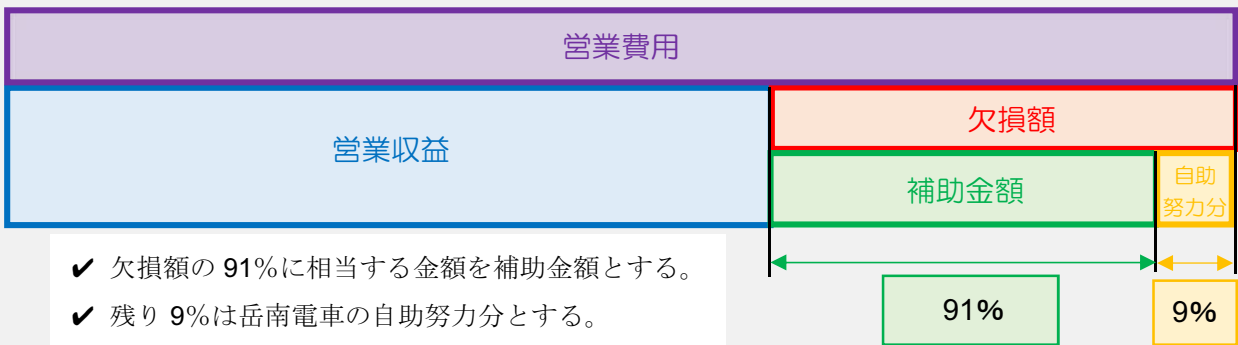 営業費用
営業収益
欠損額
補助金額
自助
努力分
✔ 欠損額の 91%に相当する金額を補助金額とする。
✔ 残り 9%は岳南電車の自助努力分とする。
91%
9%